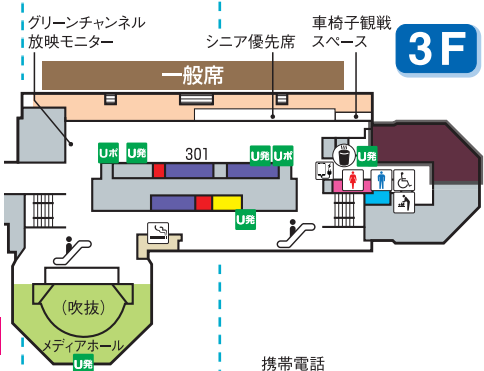 グリーンチャンネル
放映モニター
シニア優先席
車椅子観戦
スペース
3F
一般席
Uポ
U発
301
U発
Uポ
U発
U発
(吹抜)
メディアホール
U発
携帯電話